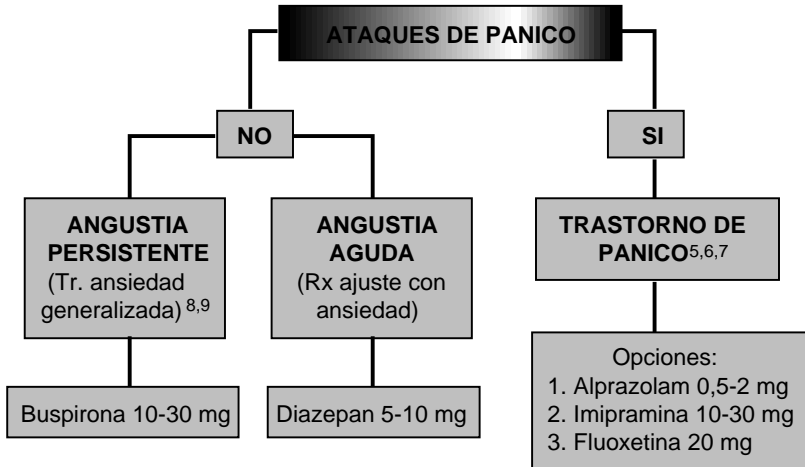 ATAQUES DE PANICO
NO
SI
ANGUSTIA
PERSISTENTE
(Tr. ansiedad
generalizada) 8,9
ANGUSTIA
AGUDA
(Rx ajuste con
ansiedad)
TRASTORNO DE
PANICO5,6,7
Buspirona 10-30 mg
Diazepan 5-10 mg
Opciones:
1. Alprazolam 0,5-2 mg
2. Imipramina 10-30 mg
3. Fluoxetina 20 mg